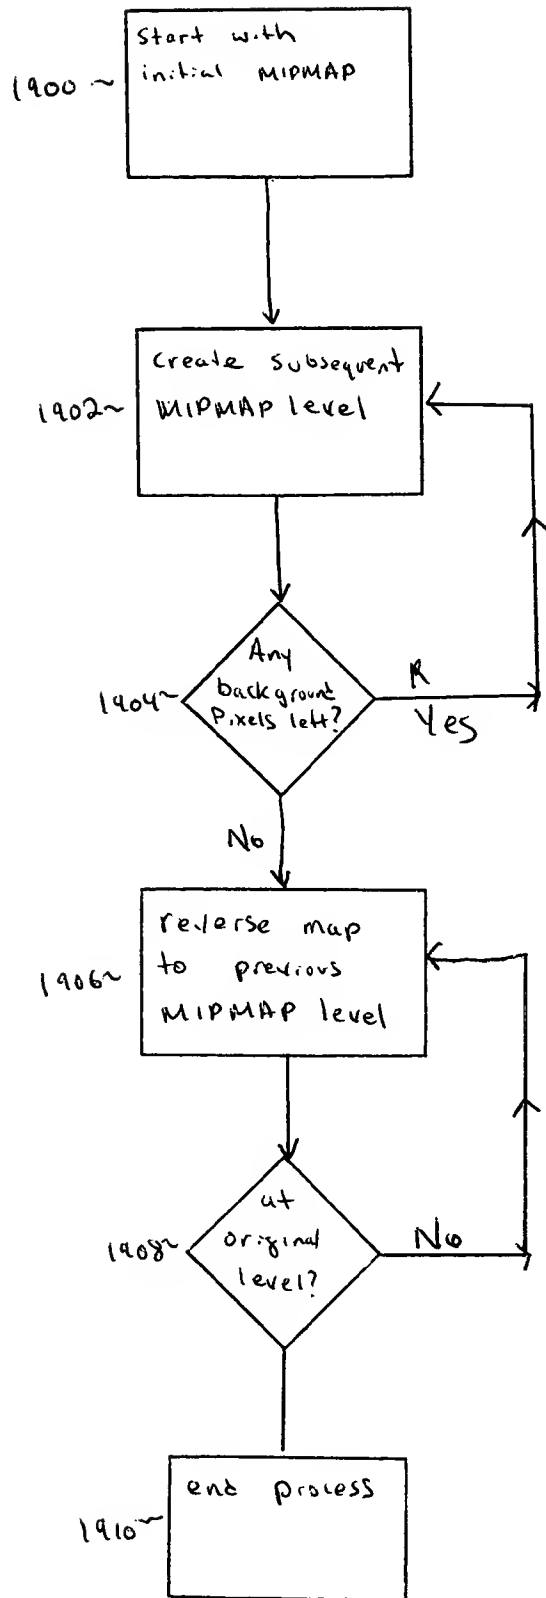 Start with
initial MIPMAP
1900 ~
create subsequent
MIPMAP level
1902~
Any
background
Pixels left?
1904~
R
Yes
No
reverse map
to previous
MIPMAP level
1906~
at
original
level?
1908~
No
end process
1910~